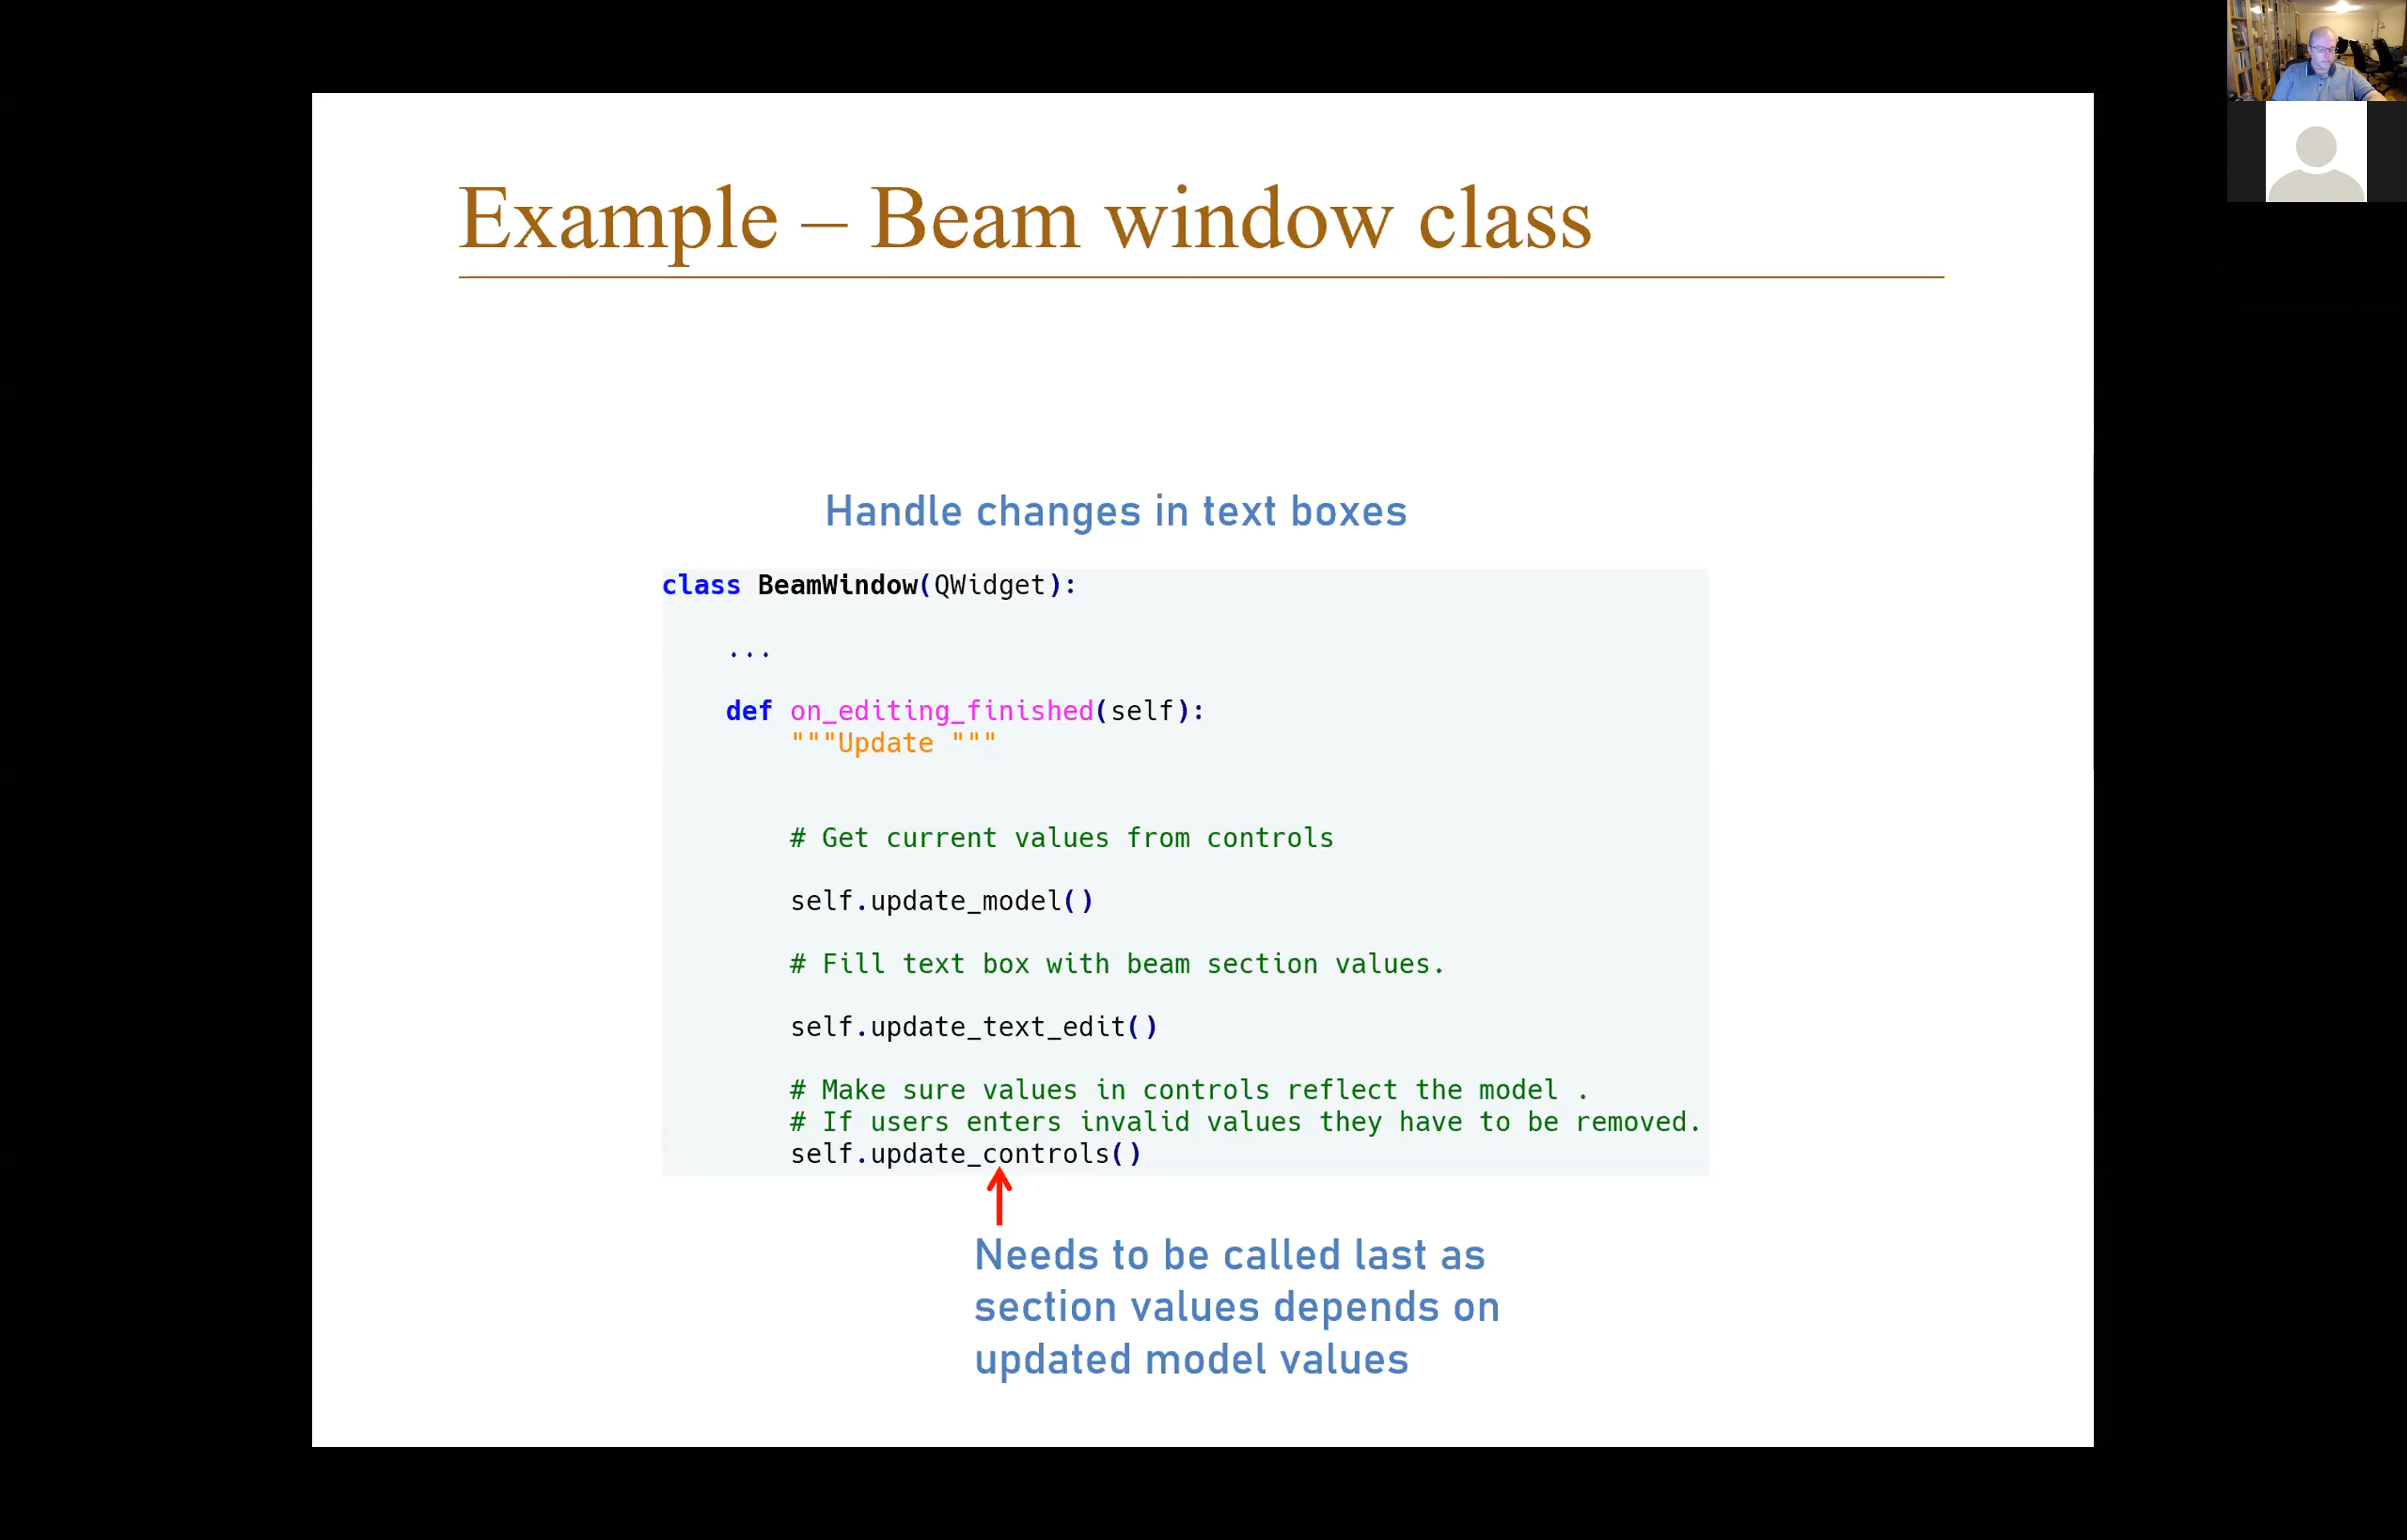 Example – Beam window class
Handle changes in text boxes
class BeamWindow(QWidget):
...
def on_editing_finished(self):
"""Update """
# Get current values from controls
self.update_model()
# Fill text box with beam section values.
self.update_text_edit()
# Make sure values in controls reflect the model .
# If users enters invalid values they have to be removed.
self.update_controls()
Needs to be called last as
section values depends on
updated model values